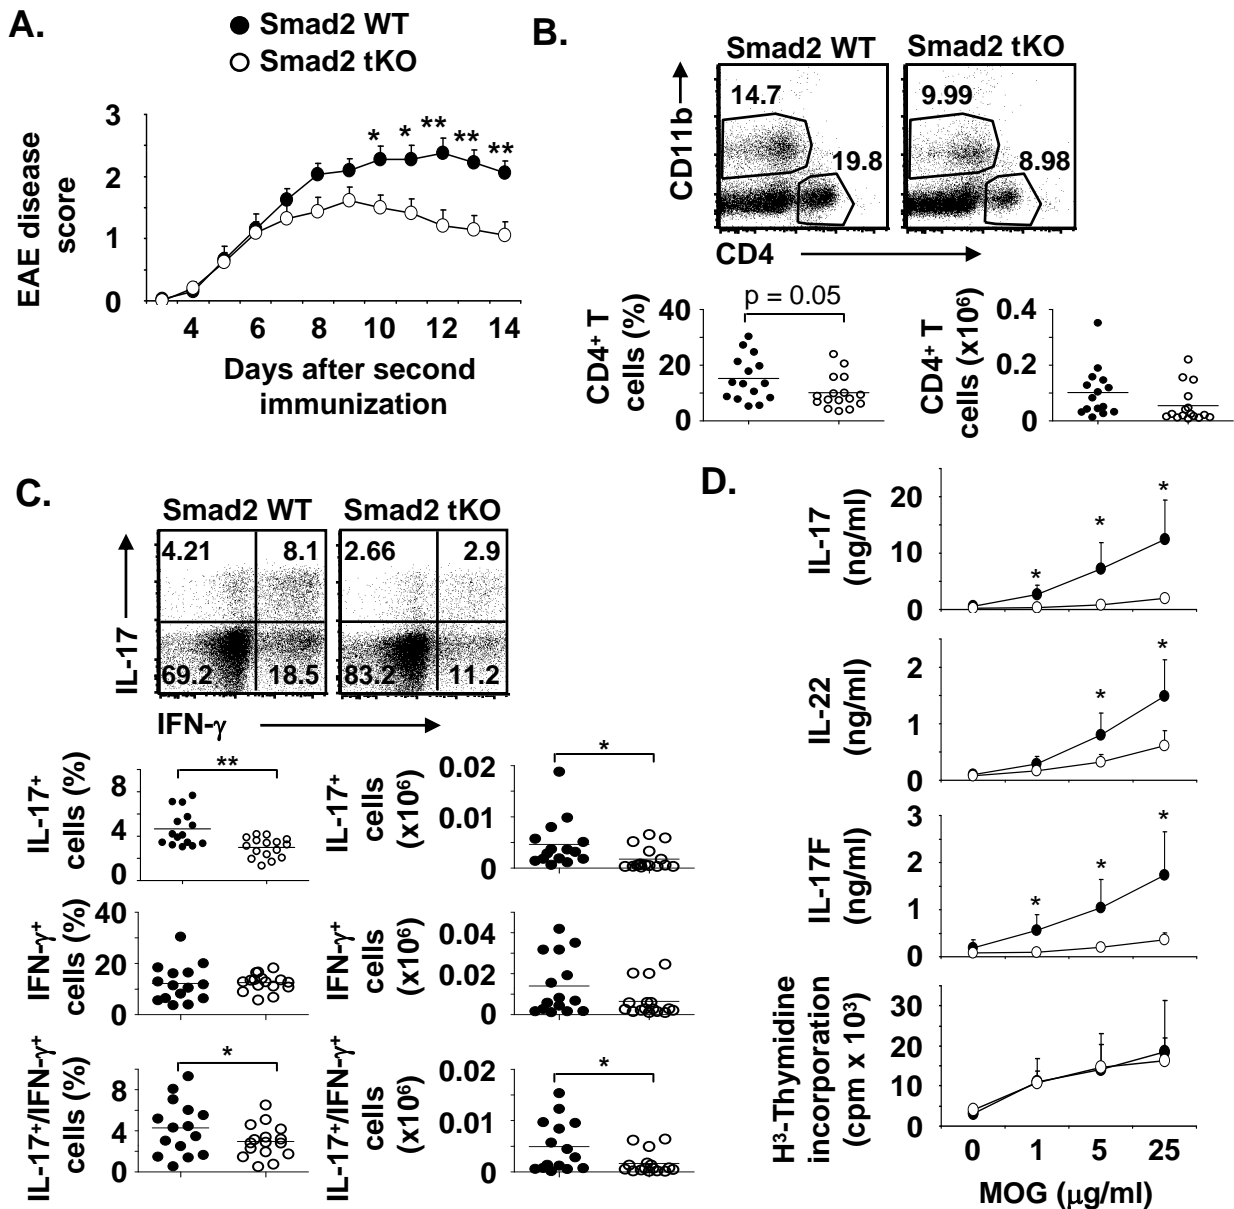 A.
Smad2 WT
Smad2 tKO
EAE disease
score
3
2
1
0
* * ** ** **
4 6 8 10 12 14
Days after second
immunization
B.
Smad2 WT Smad2 tKO
CD11b
14.7
19.8
9.99
8.98
CD4
CD4⁺ T
cells (%)
40
20
0
p = 0.05
CD4⁺ T
cells (x10⁶)
0.4
0.2
0
C.
Smad2 WT Smad2 tKO
IL-17
4.21 8.1
69.2 18.5
2.66 2.9
83.2 11.2
IFN-γ
IL-17⁺
cells (%)
8
4
0
**
IL-17⁺
cells
(x10⁶)
0.02
0.01
0
*
IFN-γ⁺
cells (%)
40
20
0
IFN-γ⁺
cells
(x10⁶)
0.04
0.02
0
IL-17⁺/IFN-γ⁺
cells (%)
8
4
0
*
IL-17⁺/IFN-γ⁺
cells
(x10⁶)
0.02
0.01
0
*
D.
IL-17
(ng/ml)
20
10
0
* * *
IL-22
(ng/ml)
2
1
0
* *
IL-17F
(ng/ml)
3
2
1
0
* * *
H³-Thymidine
incorporation
(cpm x 10³)
30
20
10
0
0 1 5 25
MOG (μg/ml)